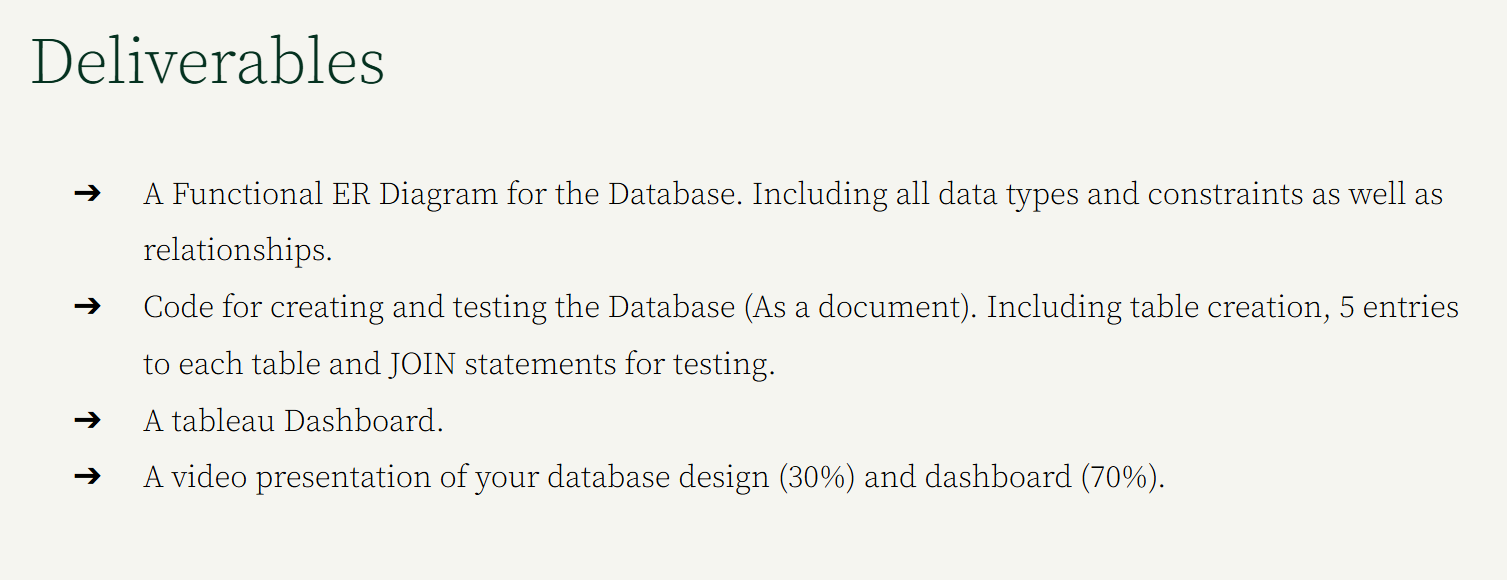 Deliverables
➔ A Functional ER Diagram for the Database. Including all data types and constraints as well as
relationships.
➔ Code for creating and testing the Database (As a document). Including table creation, 5 entries
to each table and JOIN statements for testing.
➔ A tableau Dashboard.
➔ A video presentation of your database design (30%) and dashboard (70%).